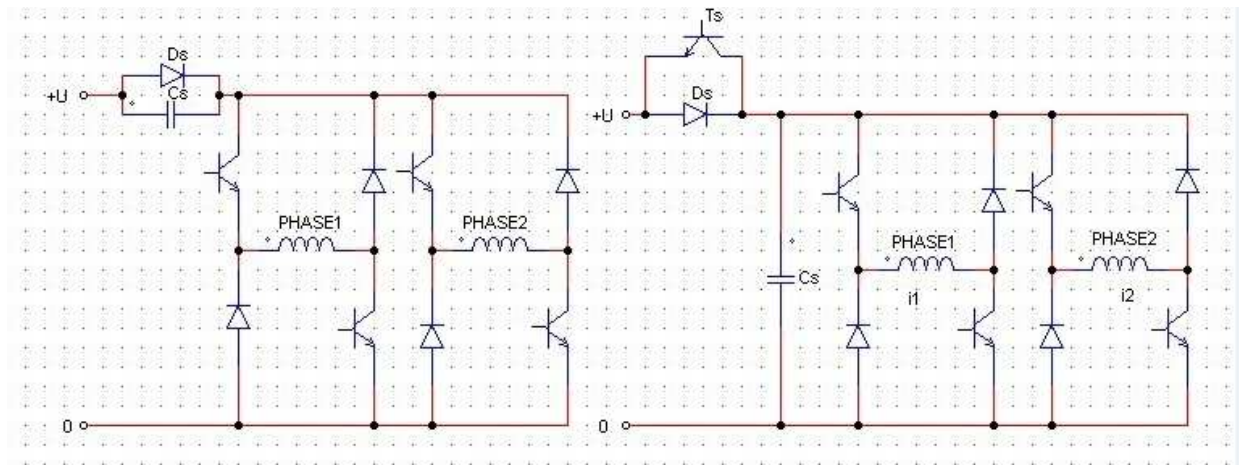 Ds
Cs
+U
PHASE1
PHASE2
0
Ts
Ds
+U
PHASE1
PHASE2
Cs
i1
i2
0